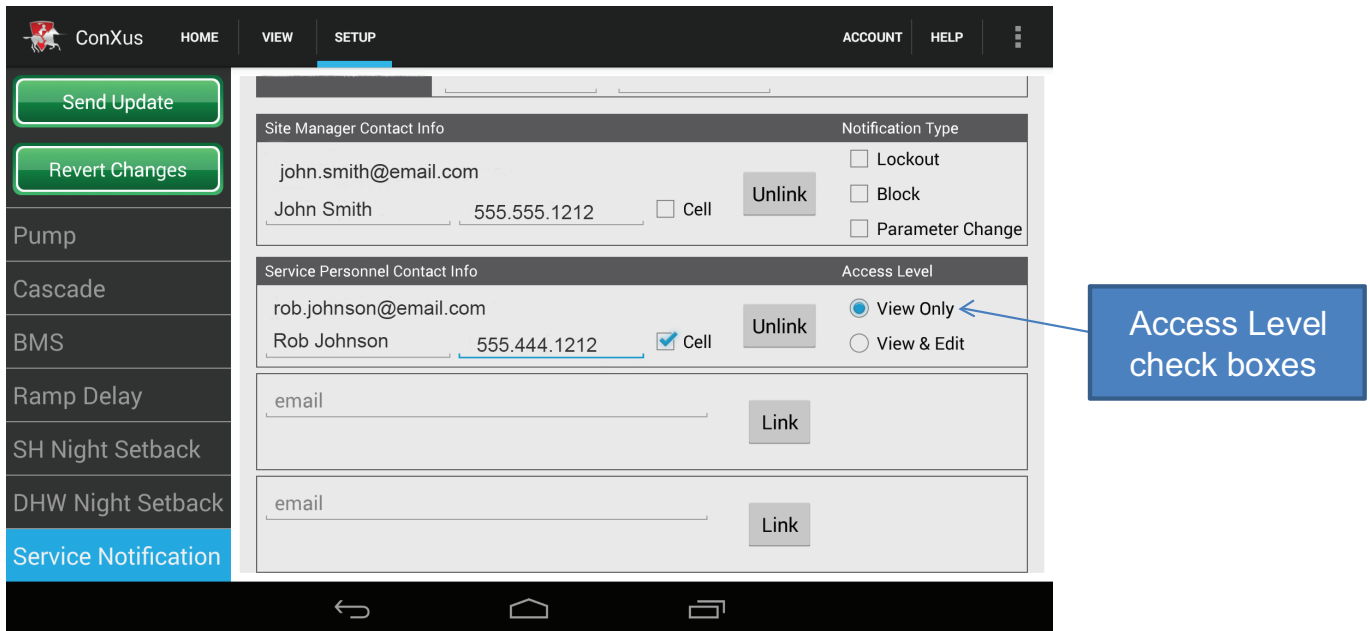 ConXus HOME VIEW SETUP ACCOUNT HELP
Send Update
Revert Changes
Pump
Cascade
BMS
Ramp Delay
SH Night Setback
DHW Night Setback
Service Notification
Site Manager Contact Info Notification Type
john.smith@email.com
John Smith 555.555.1212 Cell Unlink
Lockout
Block
Parameter Change
Service Personnel Contact Info Access Level
rob.johnson@email.com
Rob Johnson 555.444.1212 Cell Unlink
View Only
View & Edit
email
Link
email
Link
Access Level
check boxes